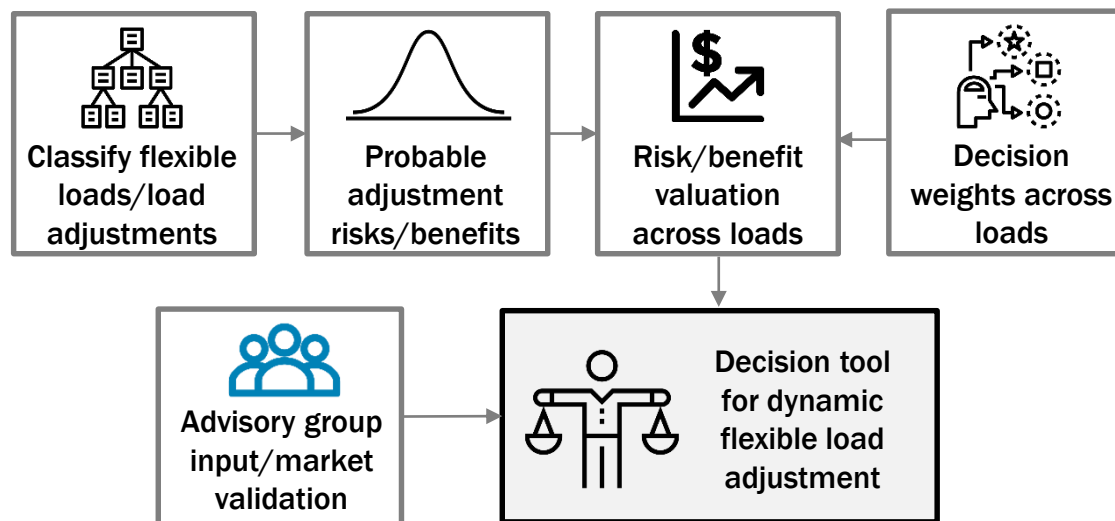 Classify flexible
loads/load
adjustments
Probable
adjustment
risks/benefits
$
Risk/benefit
valuation
across loads
Decision
weights across
loads
Advisory group
input/market
validation
Decision tool
for dynamic
flexible load
adjustment